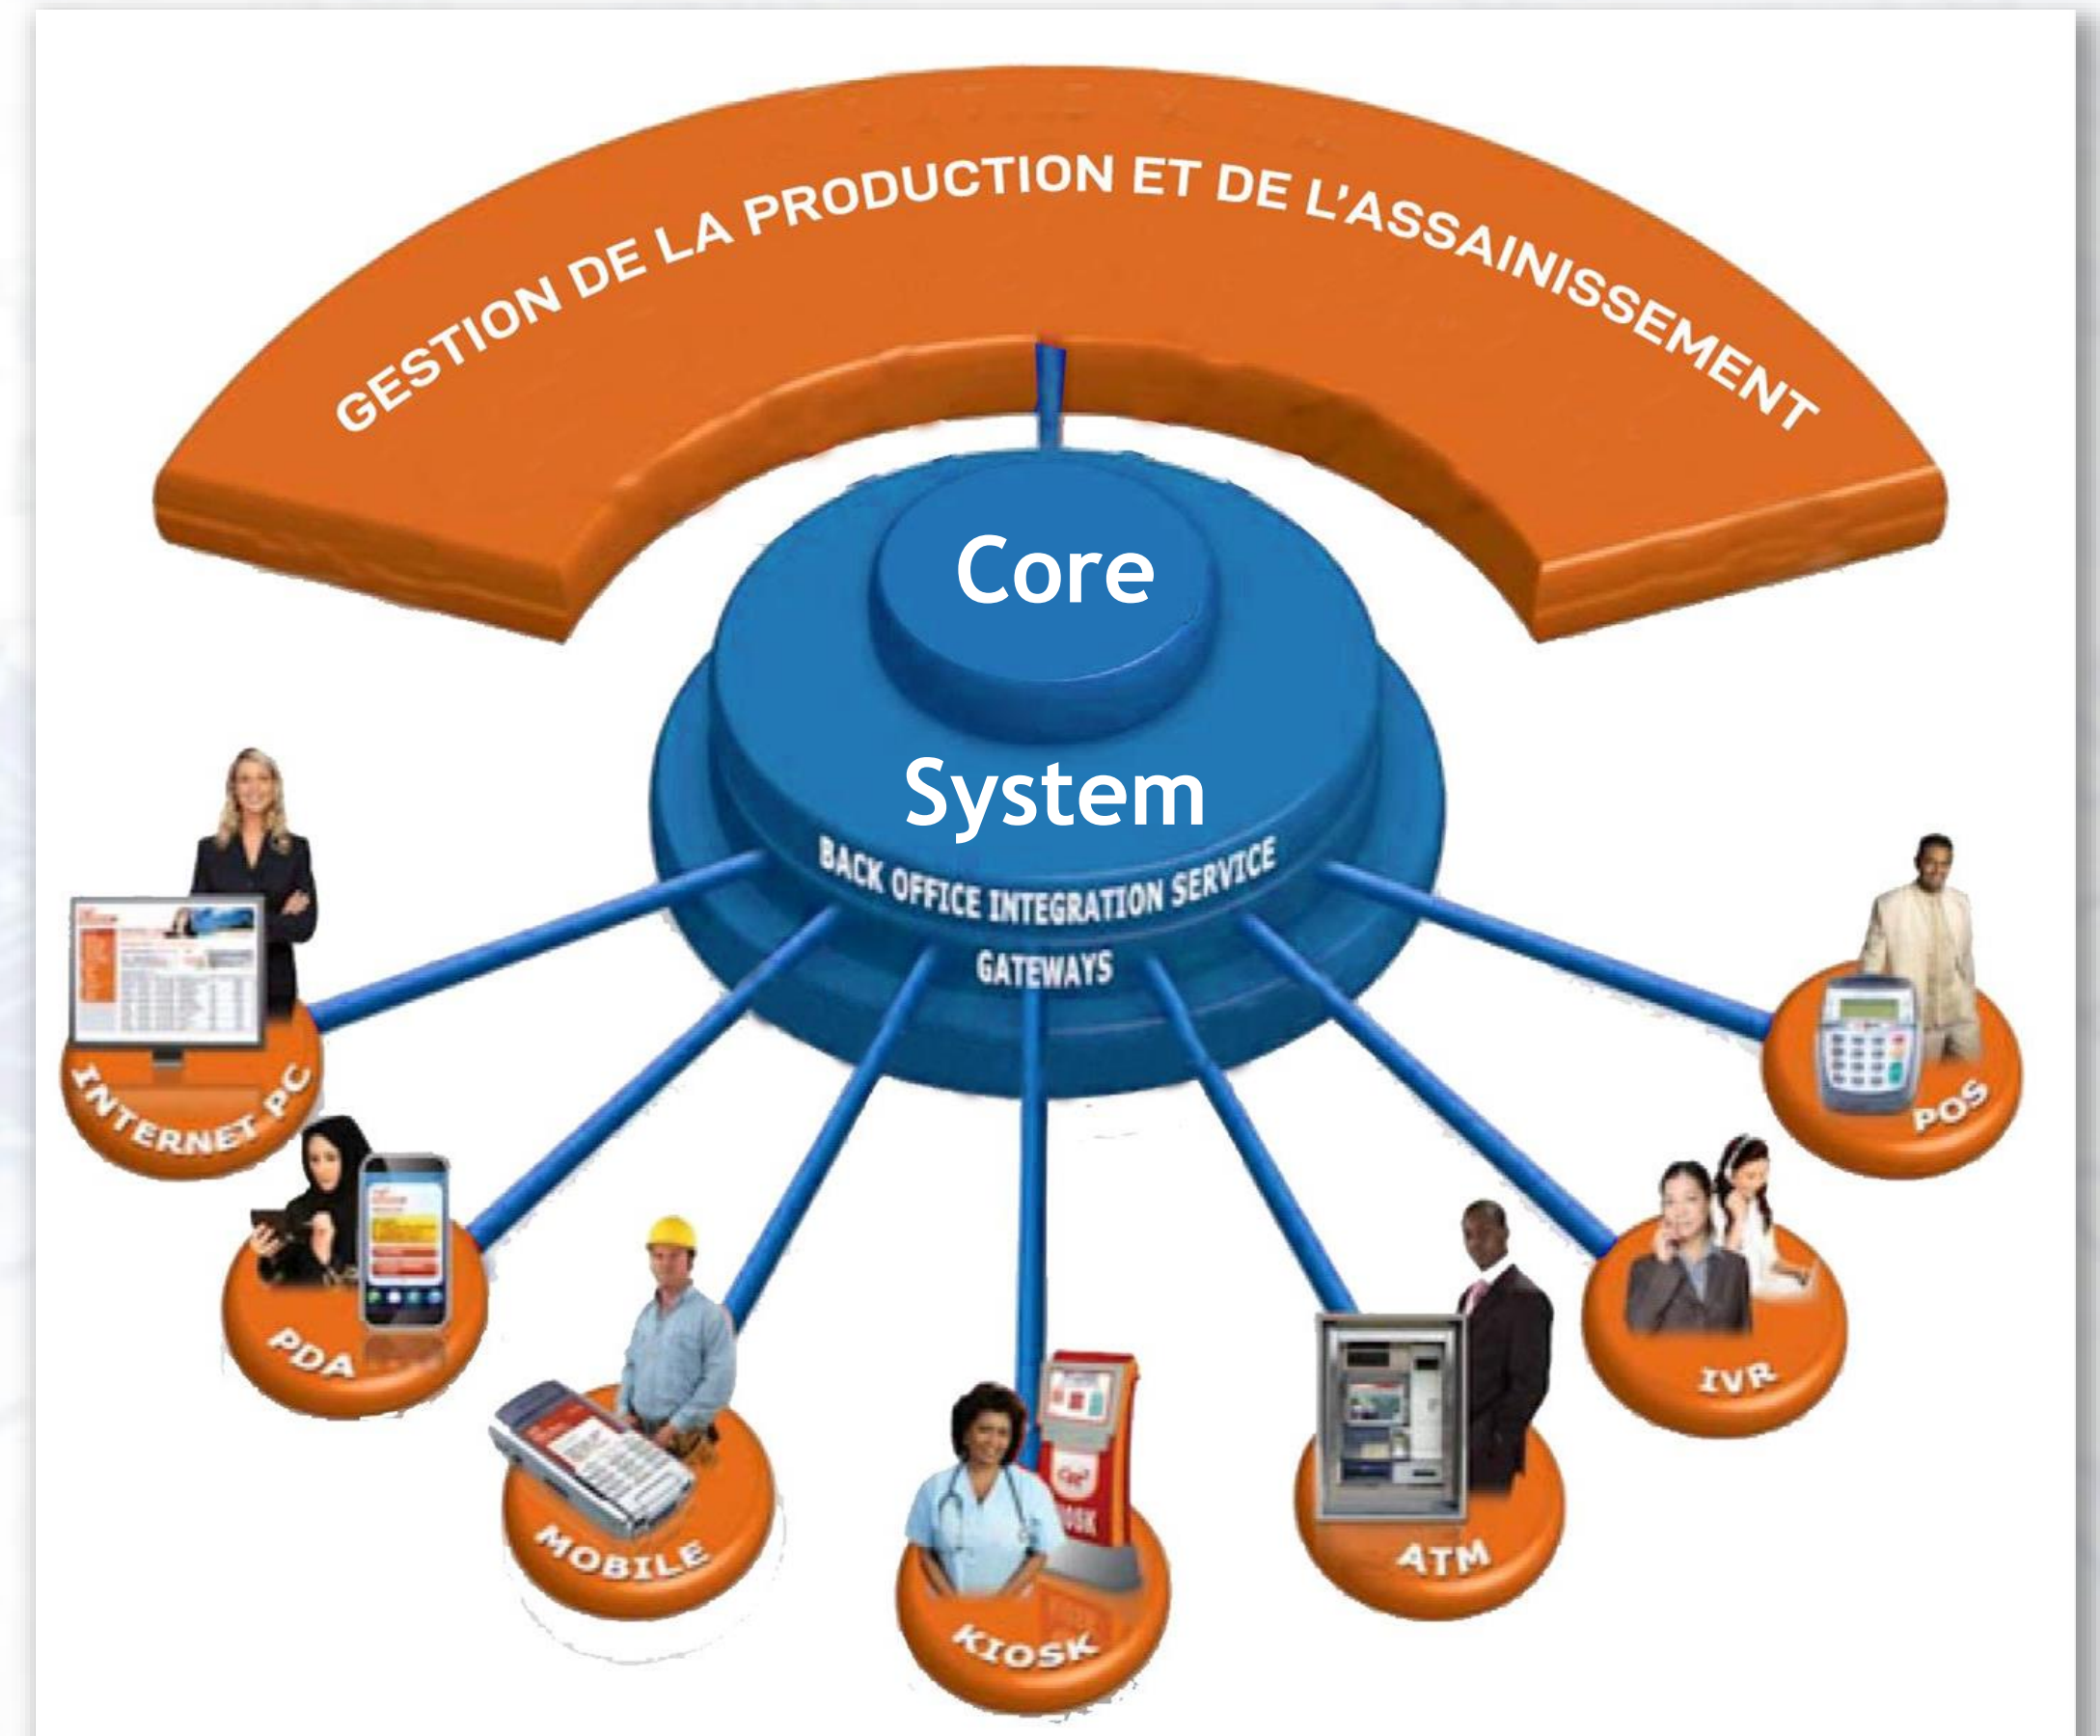 GESTION DE LA PRODUCTION ET DE L'ASSAINISSEMENT
Core
System
BACK OFFICE INTEGRATION SERVICE
GATEWAYS
INTERNET PC
PDA
MOBILE
KIOSK
ATM
IVR
POS